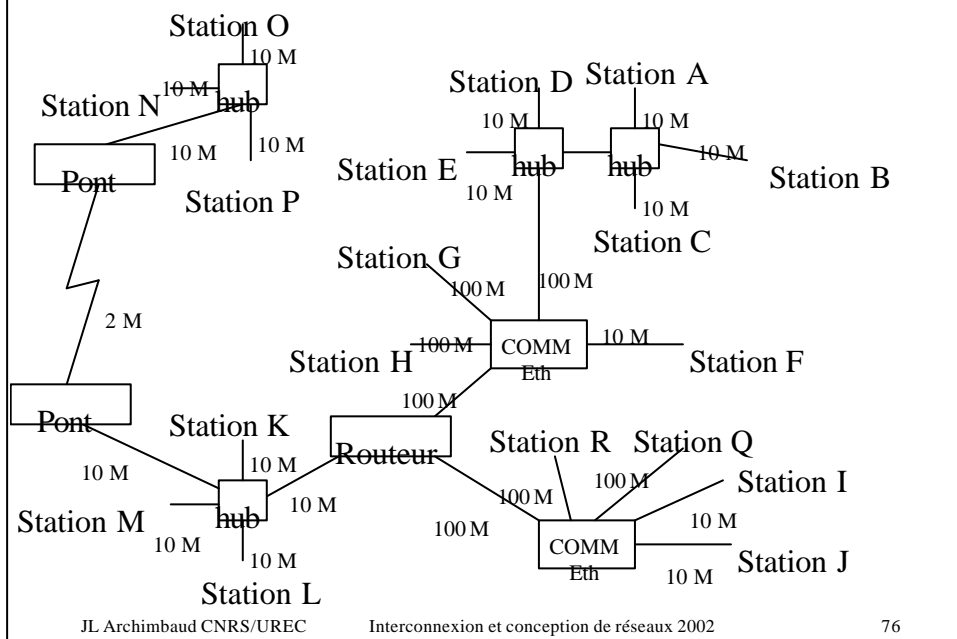 Station O
10 M
10 M
hub
Station N
10 M
10 M
Pont
Station P
2 M
Station D
Station A
10 M
10 M
10 M
hub
hub
Station E
10 M
Station B
10 M
Station C
Station G
100 M
100 M
Station H
100 M
COMM
Eth
10 M
Station F
100 M
Pont
Station K
10 M
10 M
Routeur
10 M
Station M
hub
10 M
10 M
Station L
Station R
Station Q
100 M
100 M
Station I
100 M
10 M
COMM
Eth
Station J
10 M
JL Archimbaud CNRS/UREC
Interconnexion et conception de réseaux 2002
76